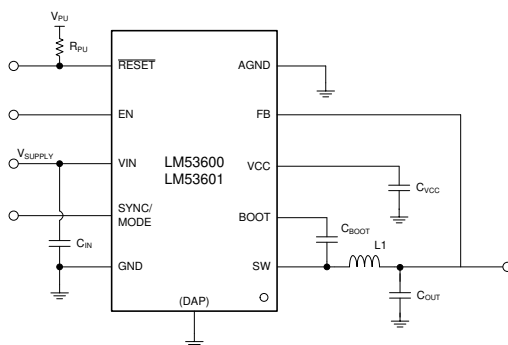 VPU
RPU
RESET
AGND
EN
FB
VSUPPLY
VIN
LM53600
LM53601
VCC
CVCC
SYNC/
MODE
BOOT
CBOOT
L1
CIN
GND
SW
COUT
(DAP)